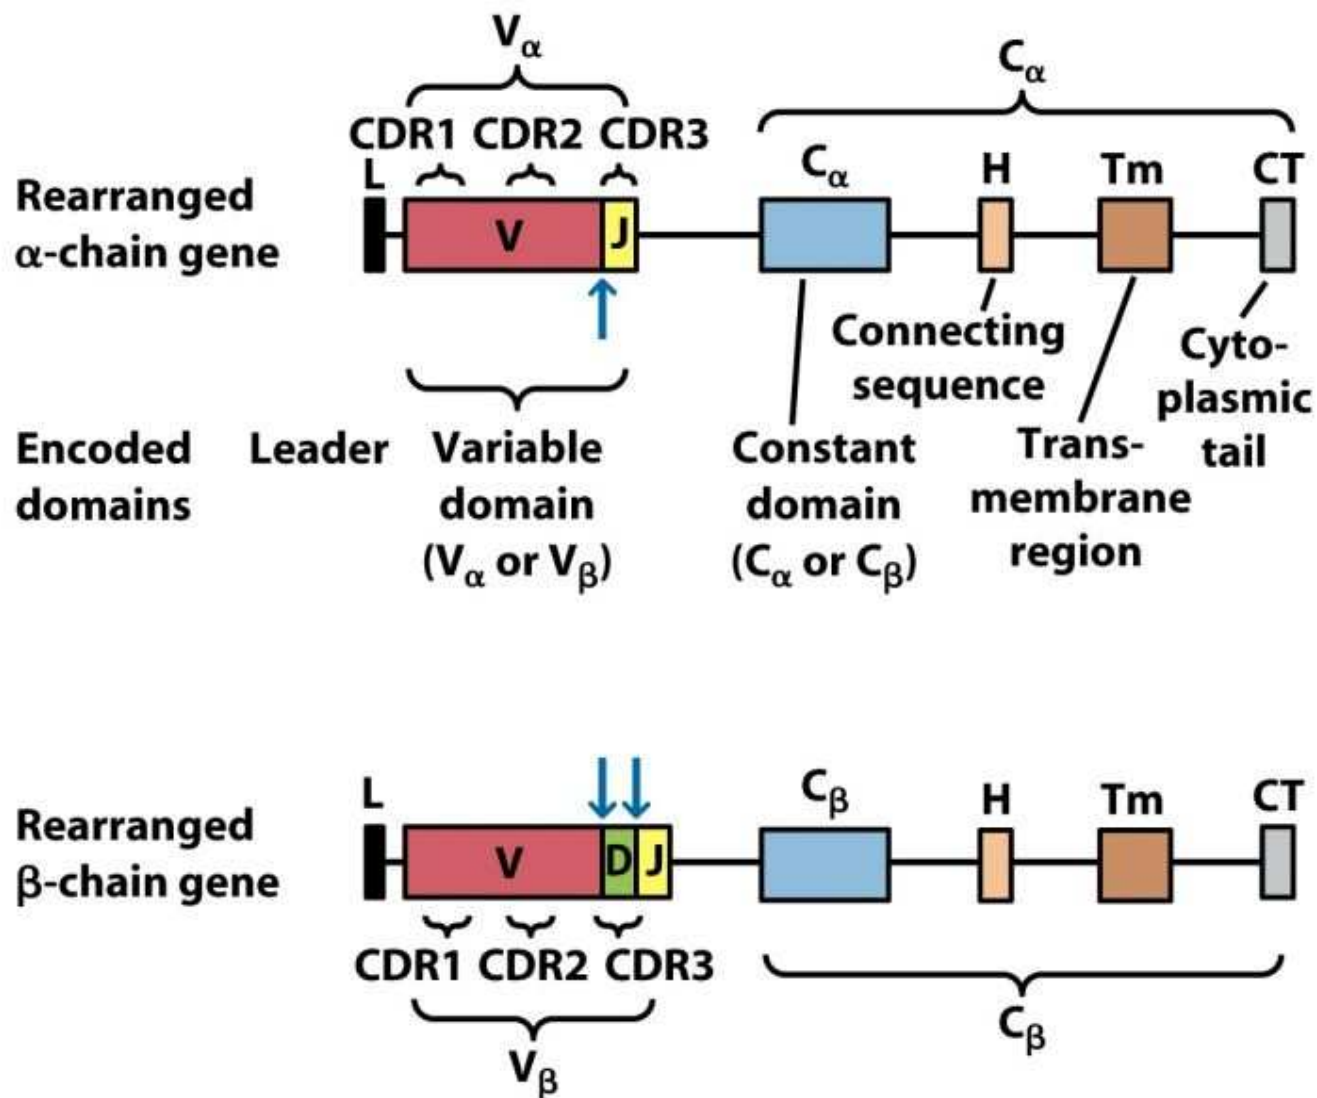 Vα
Cα
CDR1 CDR2 CDR3
L Cα H Tm CT
Rearranged
α-chain gene
V J
Connecting
sequence
Cyto-
plasmic
tail
Encoded
domains
Leader
Variable
domain
(Vα or Vβ)
Constant
domain
(Cα or Cβ)
Trans-
membrane
region
L Cβ H Tm CT
Rearranged
β-chain gene
V D J
CDR1 CDR2 CDR3
Vβ
Cβ